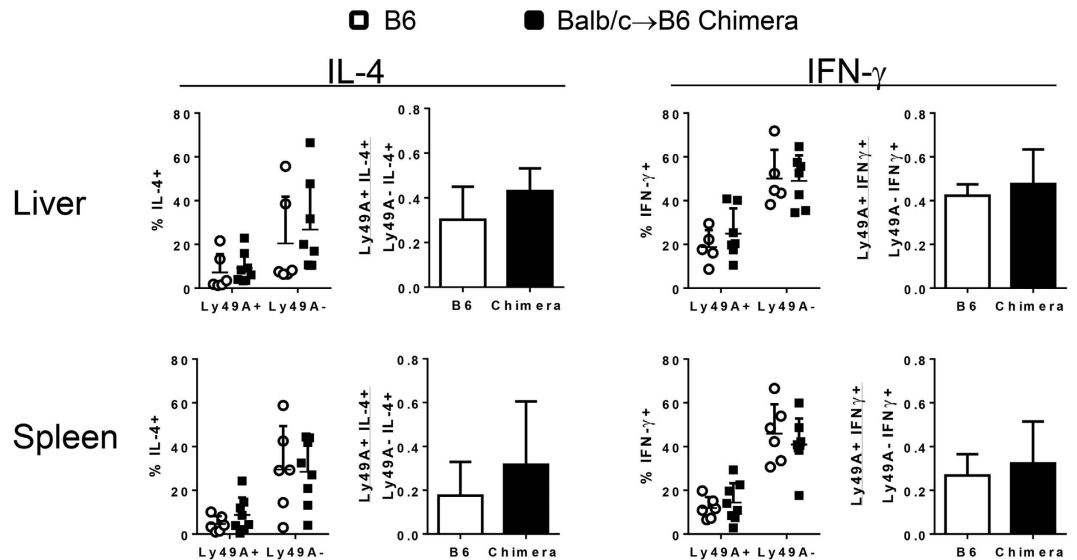 B6
Balb/c→B6 Chimera
IL-4
IFN-γ
Liver
80
60
40
20
0
% IL-4+
Ly49A+ Ly49A-
0.8
0.6
0.4
0.2
0.0
Ly49A+ IL-4+
Ly49A- IL-4+
B6 Chimera
80
60
40
20
0
% IFN-γ+
Ly49A+ Ly49A-
0.8
0.6
0.4
0.2
0.0
Ly49A+ IFNγ+
Ly49A- IFNγ+
B6 Chimera
Spleen
80
60
40
20
0
% IL-4+
Ly49A+ Ly49A-
0.8
0.6
0.4
0.2
0.0
Ly49A+ IL-4+
Ly49A- IL-4+
B6 Chimera
80
60
40
20
0
% IFN-γ+
Ly49A+ Ly49A-
0.8
0.6
0.4
0.2
0.0
Ly49A+ IFNγ+
Ly49A- IFNγ+
B6 Chimera